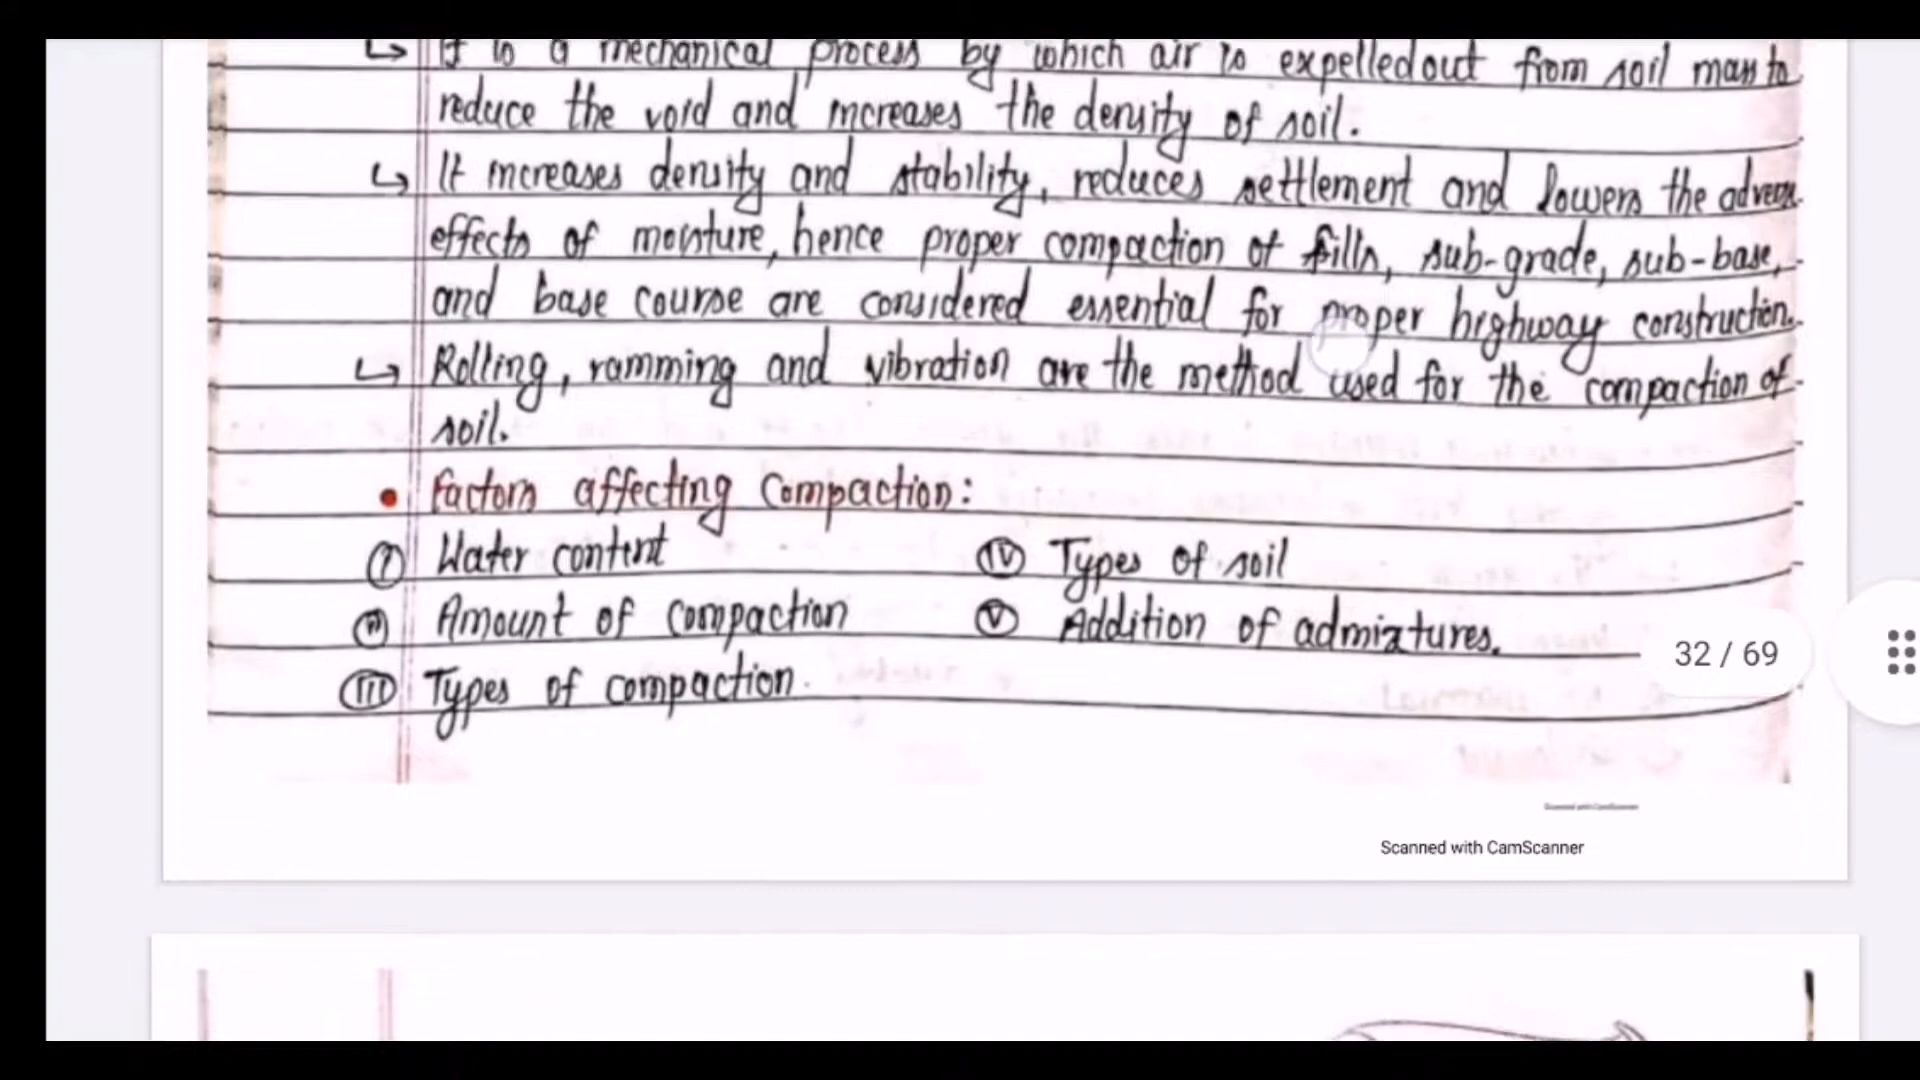 ↳ It is a mechanical process by which air is expelled out from soil mass to
reduce the void and increases the density of soil.
↳ It increases density and stability, reduces settlement and lowers the adverse
effects of moisture, hence proper compaction of fills, sub-grade, sub-base,
and base course are considered essential for proper highway construction.
↳ Rolling, ramming and vibration are the method used for the compaction of
soil.
• Factors affecting Compaction:
(I) Water content (IV) Types of soil
(II) Amount of compaction (V) Addition of admixtures.
(III) Types of compaction.
32 / 69
Scanned with CamScanner
Scanned with CamScanner